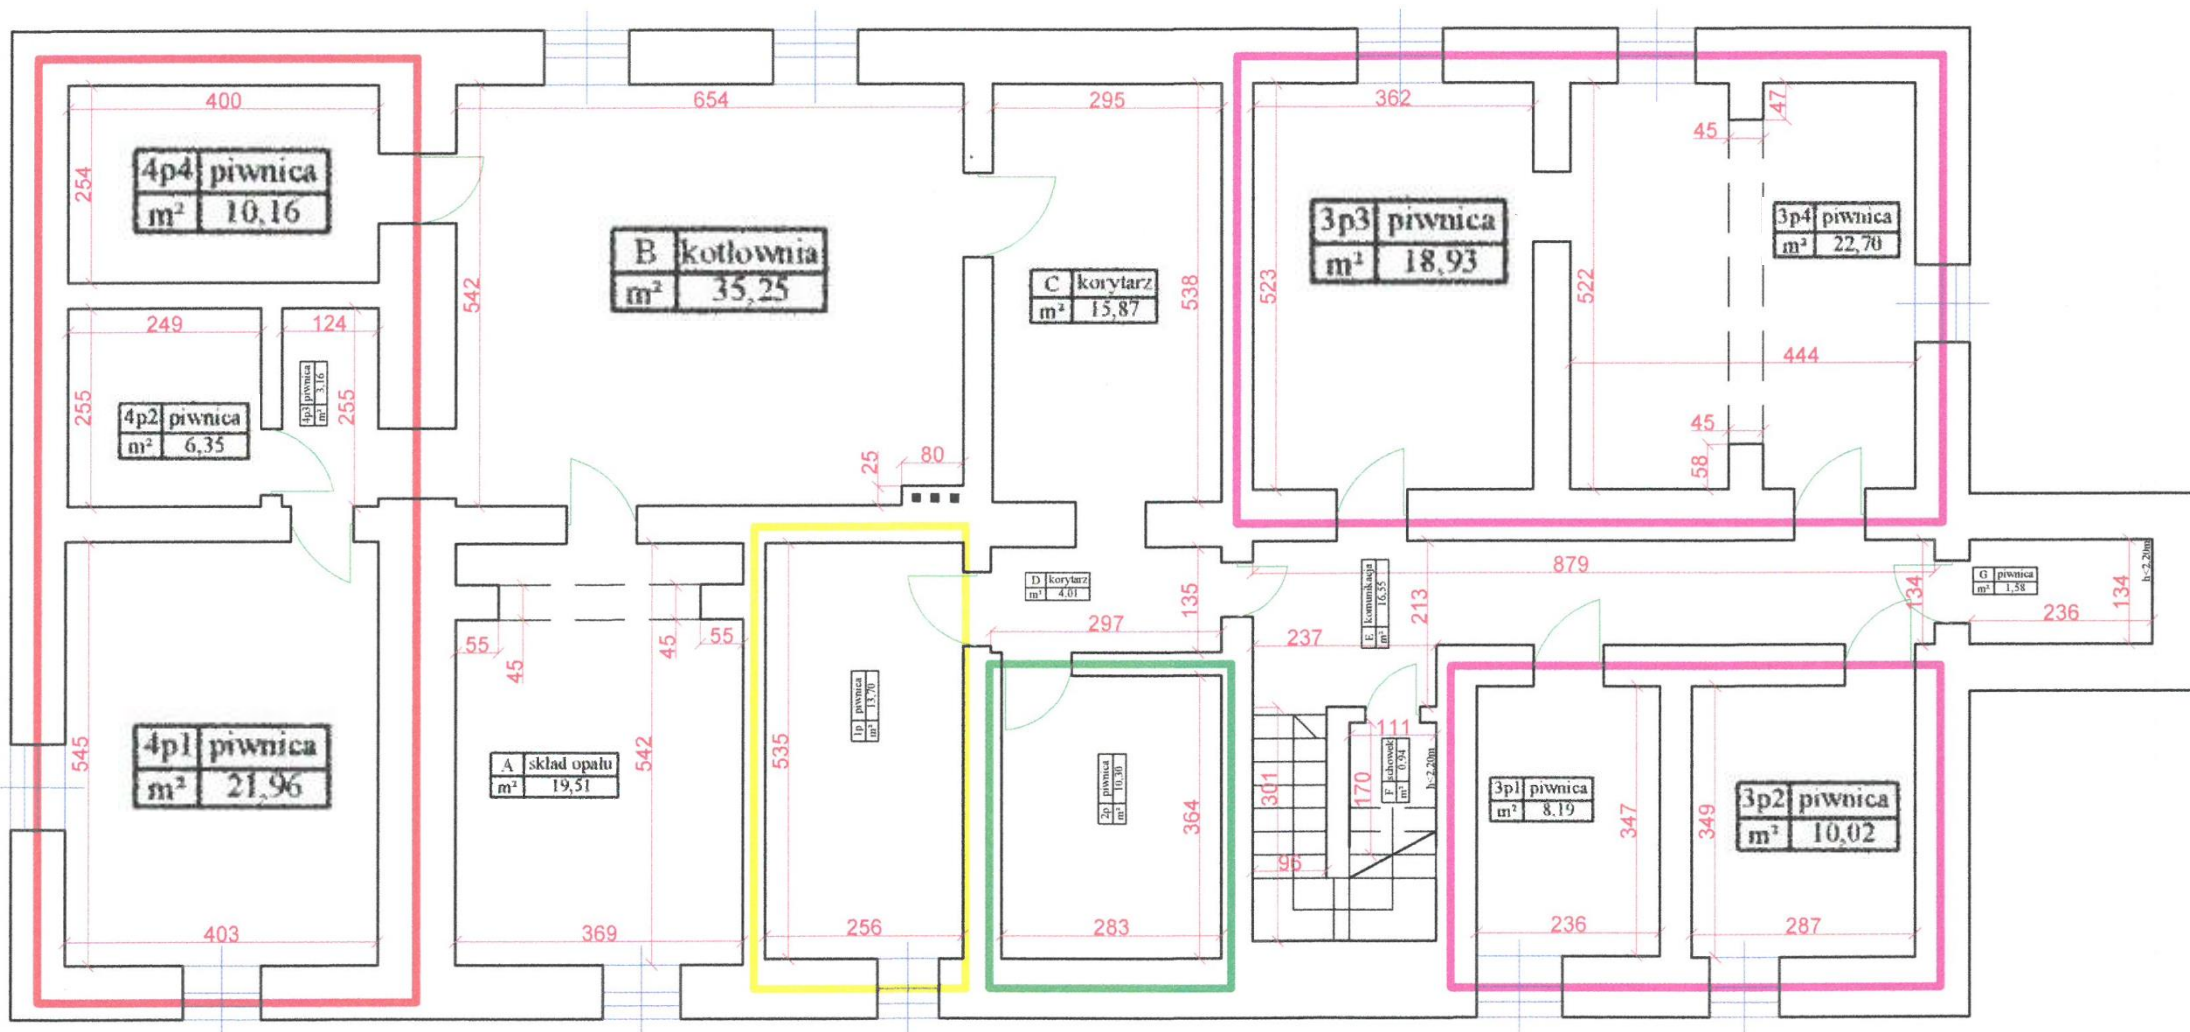 400
654
295
362
47
45
254
4p4 piwnica
m² 10,16
542
B kotłownia
m² 35,25
C korytarz
m² 15,87
538
523
3p3 piwnica
m² 18,93
522
3p4 piwnica
m² 22,70
444
249
124
255
4p2 piwnica
m² 6,35
4p3 piwnica
m² 3,16
255
25
80
45
58
545
4p1 piwnica
m² 21,96
403
55
45
45
55
A skład opału
m² 19,51
542
369
535
1p piwnica
m² 13,70
256
D korytarz
m² 4,01
135
297
2p piwnica
m² 10,30
364
283
237
E komunikacja
m² 16,55
213
879
134
G piwnica
m² 1,58
236
134
h<2,20m
301
96
111
170
F schowek
m² 0,94
h<2,20m
3p1 piwnica
m² 8,19
347
236
349
3p2 piwnica
m² 10,02
287